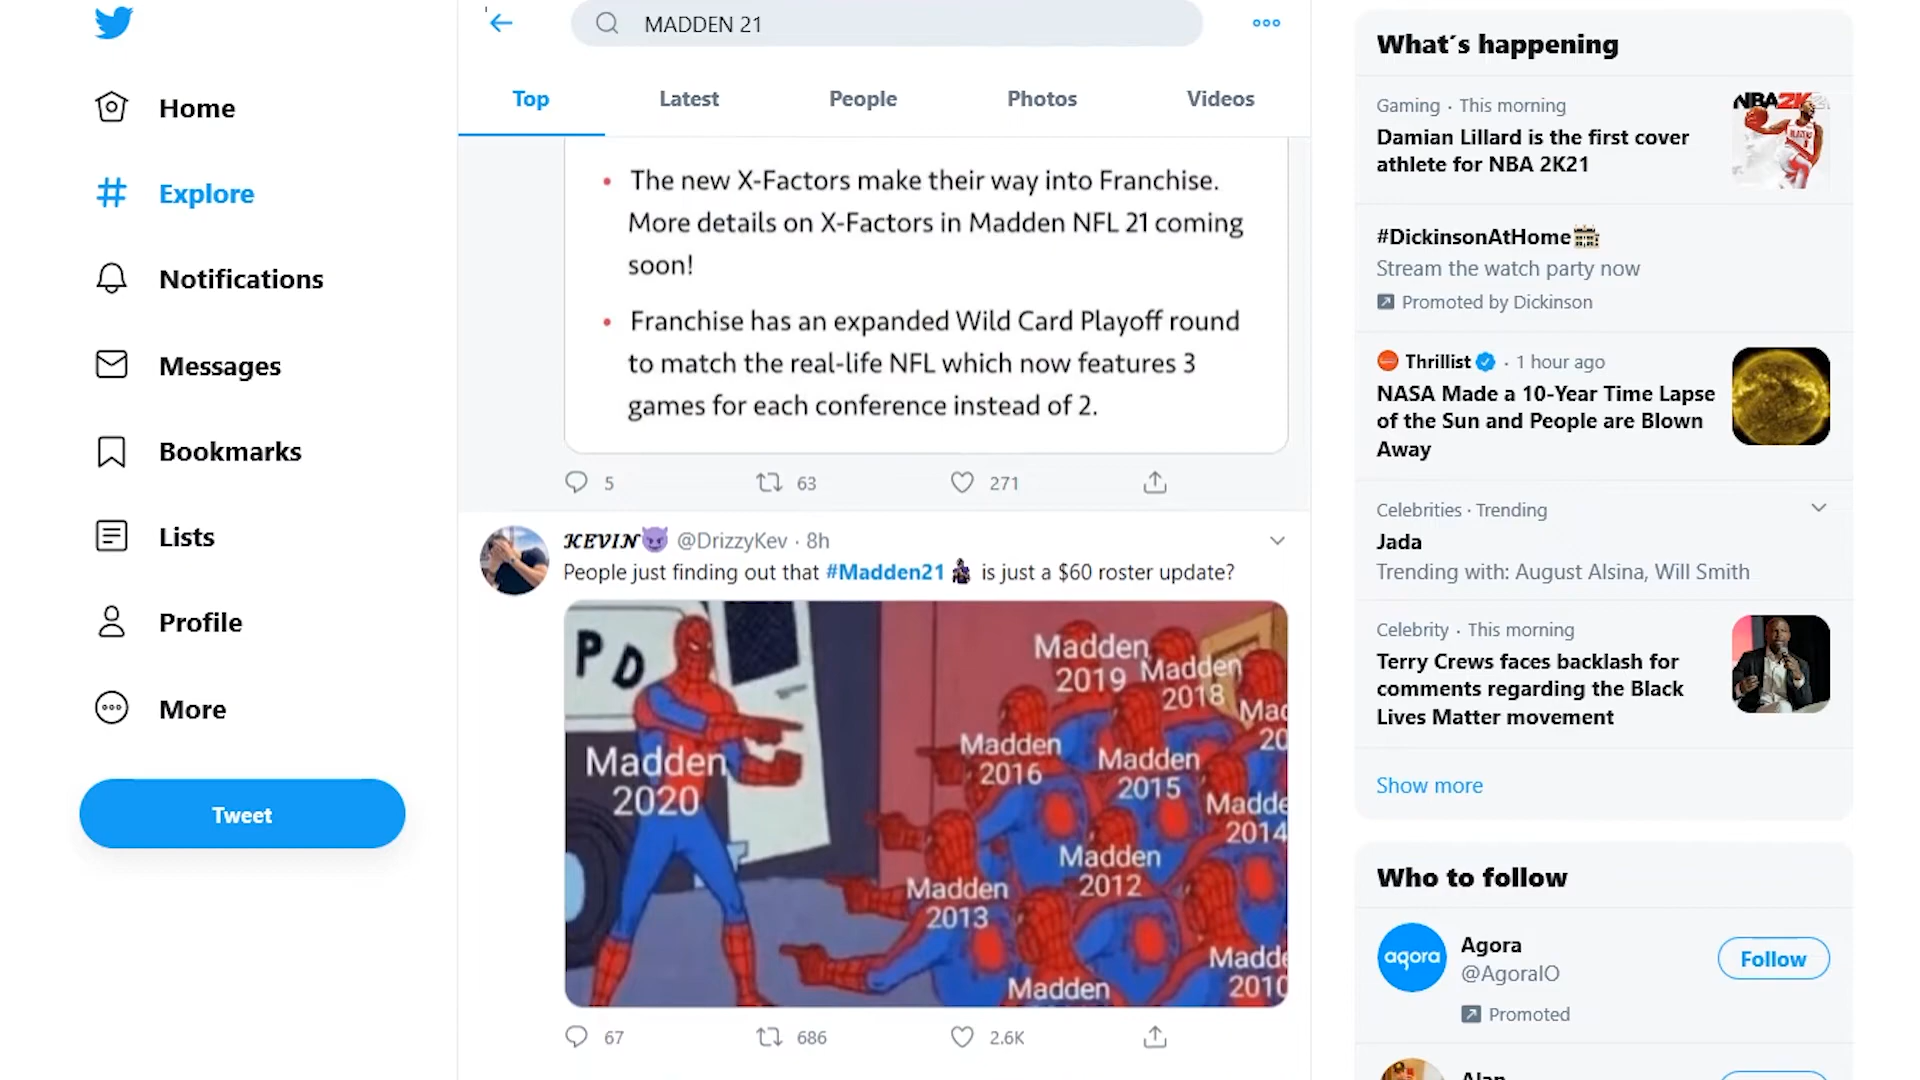 Home
Explore
Notifications
Messages
Bookmarks
Lists
Profile
More
Tweet
MADDEN 21
Top
Latest
People
Photos
Videos
• The new X-Factors make their way into Franchise.
More details on X-Factors in Madden NFL 21 coming
soon!
• Franchise has an expanded Wild Card Playoff round
to match the real-life NFL which now features 3
games for each conference instead of 2.
5
63
271
KEVIN😈 @DrizzyKev · 8h
People just finding out that #Madden21 is just a $60 roster update?
PD
Madden
2020
Madden
2019
Madden
2018
Mad
20
Madden
2016
Madden
2015
Madde
2014
Madden
2012
Madden
2013
Madde
2010
Madden
67
686
2.6K
What´s happening
Gaming · This morning
Damian Lillard is the first cover
athlete for NBA 2K21
NBA2K
#DickinsonAtHome
Stream the watch party now
Promoted by Dickinson
Thrillist · 1 hour ago
NASA Made a 10-Year Time Lapse
of the Sun and People are Blown
Away
Celebrities · Trending
Jada
Trending with: August Alsina, Will Smith
Celebrity · This morning
Terry Crews faces backlash for
comments regarding the Black
Lives Matter movement
Show more
Who to follow
agora
Agora
@AgoraIO
Follow
Promoted
Alan